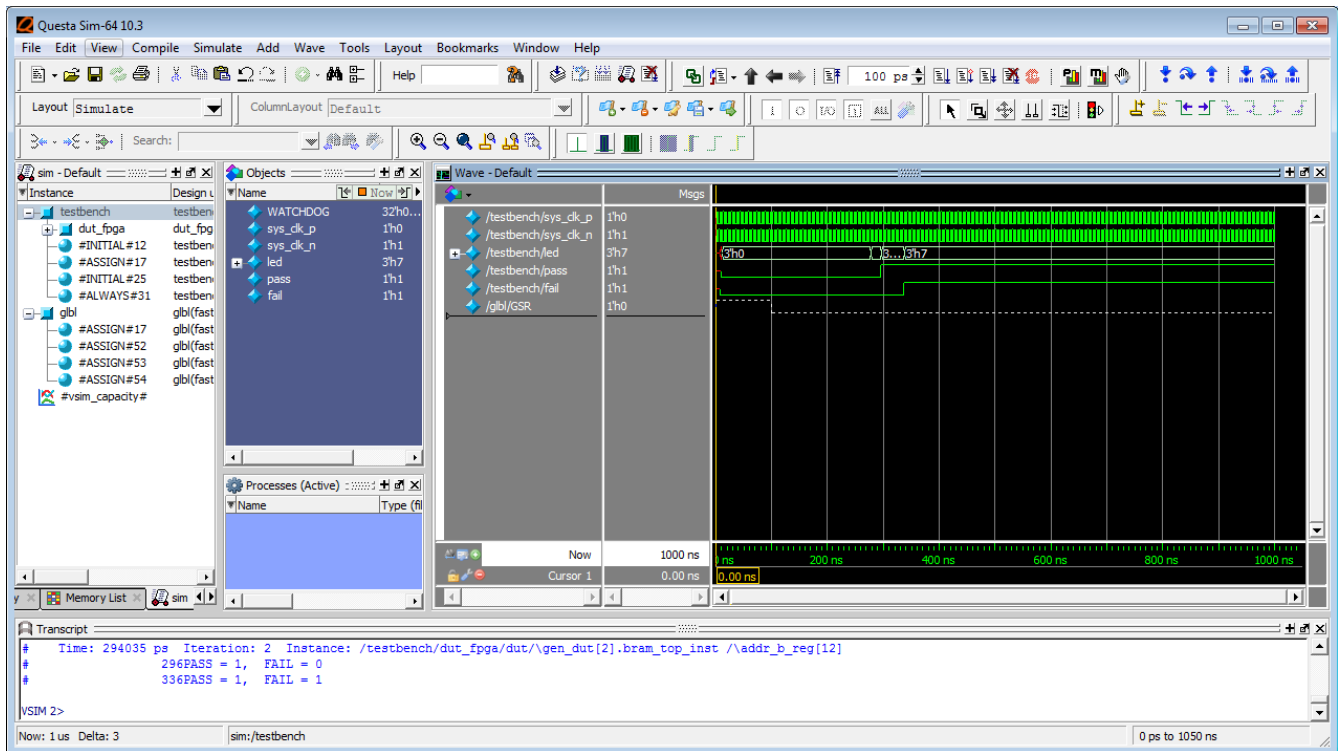 Questa Sim-64 10.3
File Edit View Compile Simulate Add Wave Tools Layout Bookmarks Window Help
Help
100 ps
Layout Simulate
ColumnLayout Default
Search:
sim - Default
Instance Design u
testbench testben
dut_fpga dut_fpg
#INITIAL#12 testben
#ASSIGN#17 testben
#INITIAL#25 testben
#ALWAYS#31 testben
glbl glbl(fast
#ASSIGN#17 glbl(fast
#ASSIGN#52 glbl(fast
#ASSIGN#53 glbl(fast
#ASSIGN#54 glbl(fast
#vsim_capacity#
y Memory List sim
Objects
Name Now
WATCHDOG 32'h0...
sys_clk_p 1'h0
sys_clk_n 1'h1
led 3'h7
pass 1'h1
fail 1'h1
Processes (Active)
Name Type (fil
Wave - Default
Msgs
/testbench/sys_clk_p 1'h0
/testbench/sys_clk_n 1'h1
/testbench/led 3'h7 3'h0 3... 3'h7
/testbench/pass 1'h1
/testbench/fail 1'h1
/glbl/GSR 1'h0
Now 1000 ns
ns 200 ns 400 ns 600 ns 800 ns 1000 ns
Cursor 1 0.00 ns 0.00 ns
Transcript
# Time: 294035 ps Iteration: 2 Instance: /testbench/dut_fpga/dut/\gen_dut[2].bram_top_inst /\addr_b_reg[12]
# 296PASS = 1, FAIL = 0
# 336PASS = 1, FAIL = 1
VSIM 2>
Now: 1 us Delta: 3 sim:/testbench 0 ps to 1050 ns